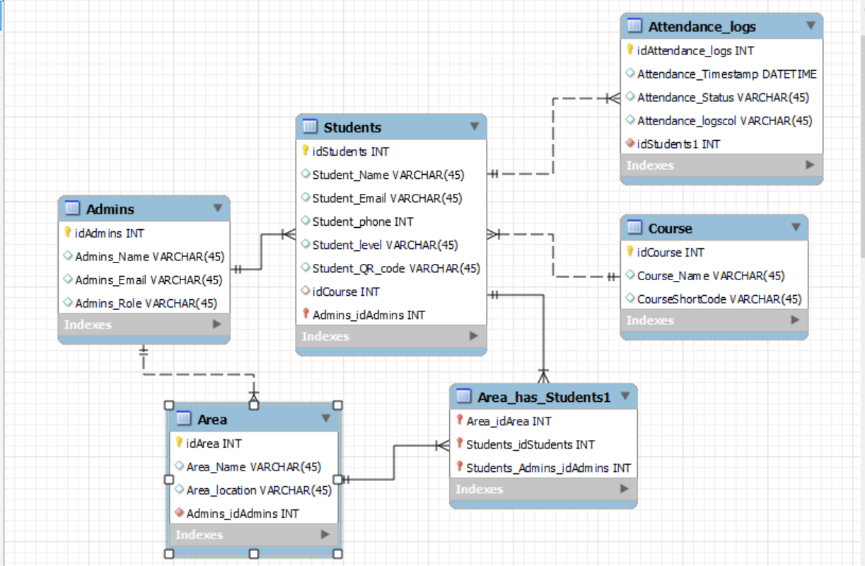 Attendance_logs
idAttendance_logs INT
Attendance_Timestamp DATETIME
Attendance_Status VARCHAR(45)
Attendance_logscol VARCHAR(45)
idStudents1 INT
Indexes
Students
idStudents INT
Student_Name VARCHAR(45)
Student_Email VARCHAR(45)
Student_phone INT
Student_level VARCHAR(45)
Student_QR_code VARCHAR(45)
idCourse INT
Admins_idAdmins INT
Indexes
Admins
idAdmins INT
Admins_Name VARCHAR(45)
Admins_Email VARCHAR(45)
Admins_Role VARCHAR(45)
Indexes
Course
idCourse INT
Course_Name VARCHAR(45)
CourseShortCode VARCHAR(45)
Indexes
Area
idArea INT
Area_Name VARCHAR(45)
Area_location VARCHAR(45)
Admins_idAdmins INT
Indexes
Area_has_Students1
Area_idArea INT
Students_idStudents INT
Students_Admins_idAdmins INT
Indexes